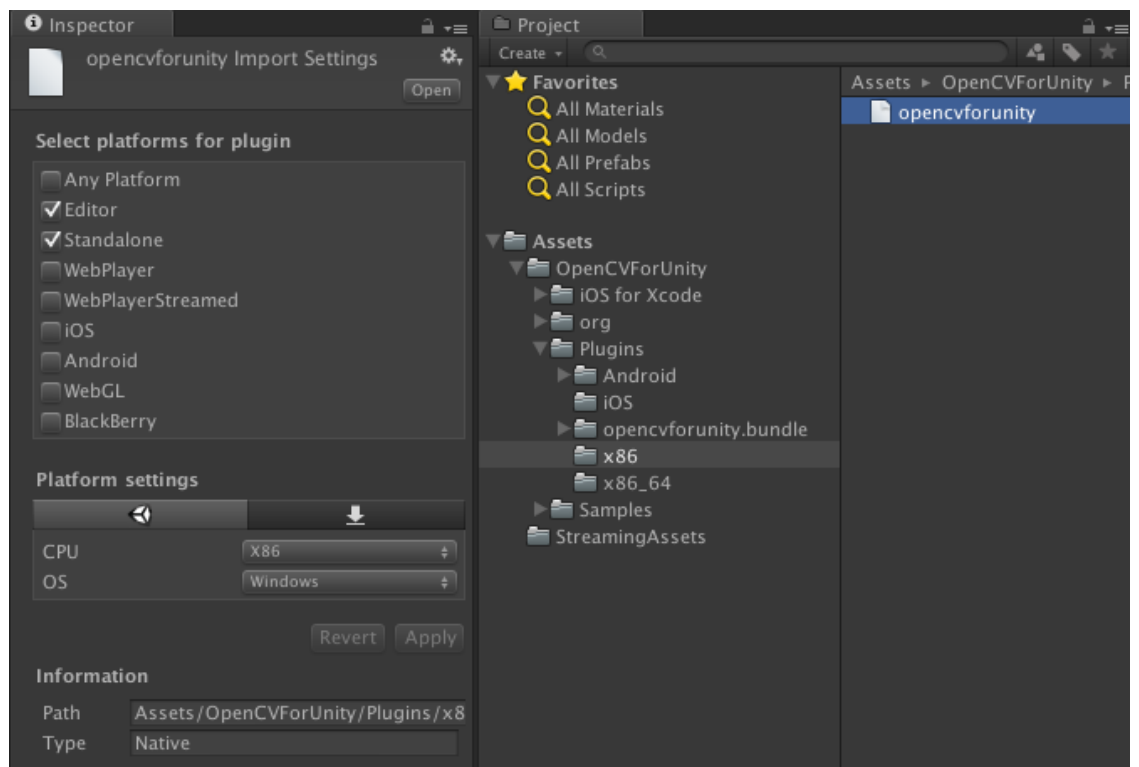 Inspector
opencvforunity Import Settings
Open
Select platforms for plugin
Any Platform
Editor
Standalone
WebPlayer
WebPlayerStreamed
iOS
Android
WebGL
BlackBerry
Platform settings
CPU X86
OS Windows
Revert Apply
Information
Path Assets/OpenCVForUnity/Plugins/x8
Type Native
Project
Create
Favorites
All Materials
All Models
All Prefabs
All Scripts
Assets
OpenCVForUnity
iOS for Xcode
org
Plugins
Android
iOS
opencvforunity.bundle
x86
x86_64
Samples
StreamingAssets
Assets OpenCVForUnity
opencvforunity